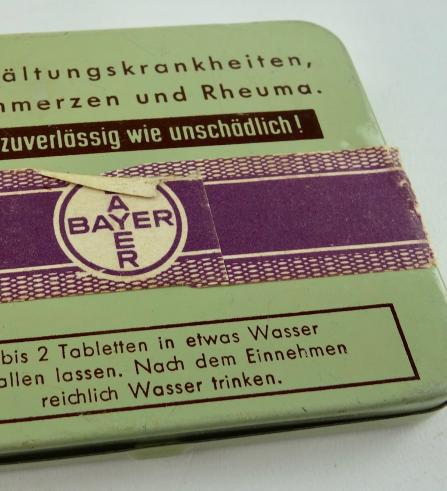 ältungskrankheiten,
merzen und Rheuma.
zuverlässig wie unschädlich!
BAYER
BAYER
bis 2 Tabletten in etwas Wasser
allen lassen. Nach dem Einnehmen
reichlich Wasser trinken.